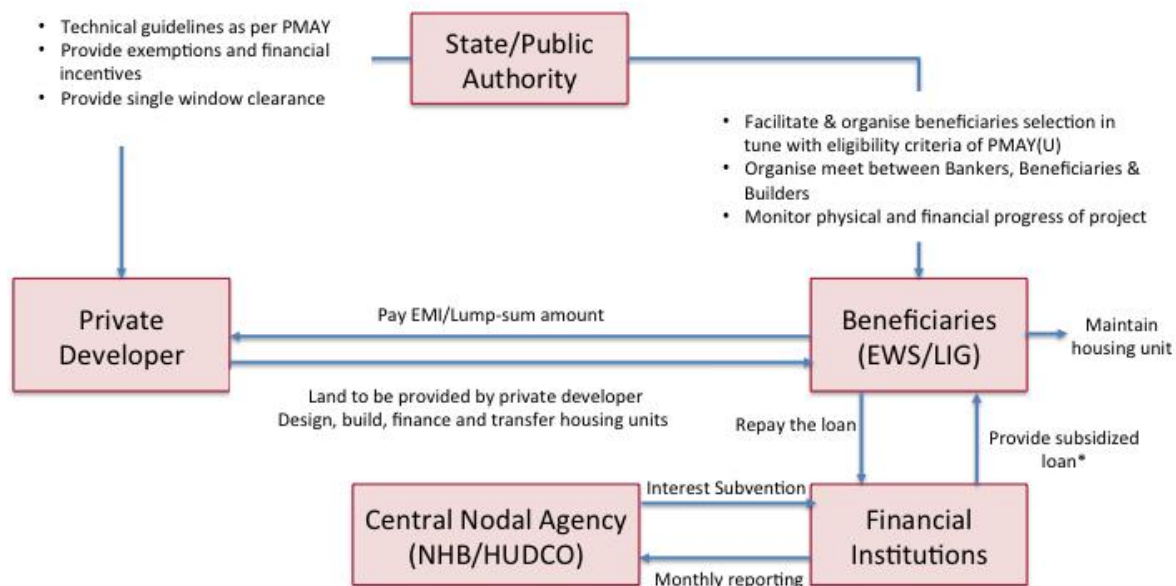 • Technical guidelines as per PMAY
• Provide exemptions and financial
incentives
• Provide single window clearance
State/Public
Authority
• Facilitate & organise beneficiaries selection in
tune with eligibility criteria of PMAY(U)
• Organise meet between Bankers, Beneficiaries &
Builders
• Monitor physical and financial progress of project
Private
Developer
Pay EMI/Lump-sum amount
Beneficiaries
(EWS/LIG)
Maintain
housing unit
Land to be provided by private developer
Design, build, finance and transfer housing units
Repay the loan
Provide subsidized
loan*
Central Nodal Agency
(NHB/HUDCO)
Interest Subvention
Financial
Institutions
Monthly reporting